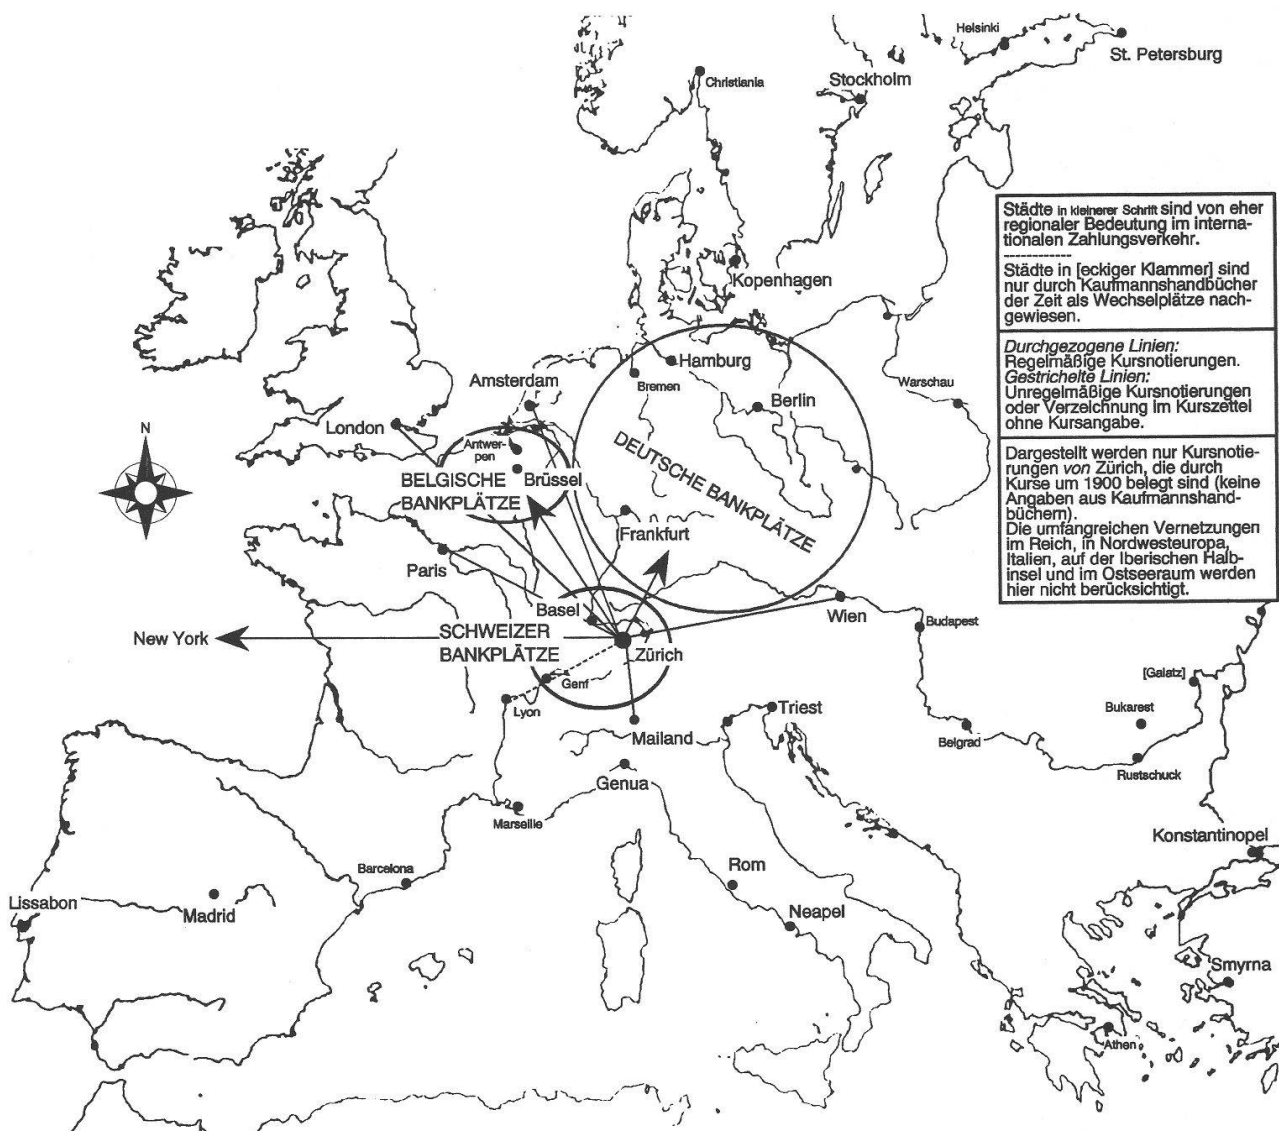 Helsinki
St. Petersburg
Christiania
Stockholm
Kopenhagen
Städte in kleinerer Schrift sind von eher
regionaler Bedeutung im interna-
tionalen Zahlungsverkehr.
------------
Städte in [eckiger Klammer] sind
nur durch Kaufmannshandbücher
der Zeit als Wechselplätze nach-
gewiesen.
Durchgezogene Linien:
Regelmäßige Kursnotierungen.
Gestrichelte Linien:
Unregelmäßige Kursnotierungen
oder Verzeichnung im Kurszettel
ohne Kursangabe.
Dargestellt werden nur Kursnotie-
rungen von Zürich, die durch
Kurse um 1900 belegt sind (keine
Angaben aus Kaufmannshand-
büchern).
Die umfangreichen Vernetzungen
im Reich, in Nordwesteuropa,
Italien, auf der Iberischen Halb-
insel und im Ostseeraum werden
hier nicht berücksichtigt.
Hamburg
Bremen
Amsterdam
Berlin
Warschau
London
N
Antwer-
pen
BELGISCHE
BANKPLÄTZE
Brüssel
DEUTSCHE BANKPLÄTZE
Frankfurt
Paris
Basel
Wien
Budapest
New York
SCHWEIZER
BANKPLÄTZE
Zürich
Genf
[Galatz]
Lyon
Triest
Bukarest
Mailand
Belgrad
Rustschuck
Genua
Marseille
Konstantinopel
Barcelona
Rom
Lissabon
Madrid
Neapel
Smyrna
Athen